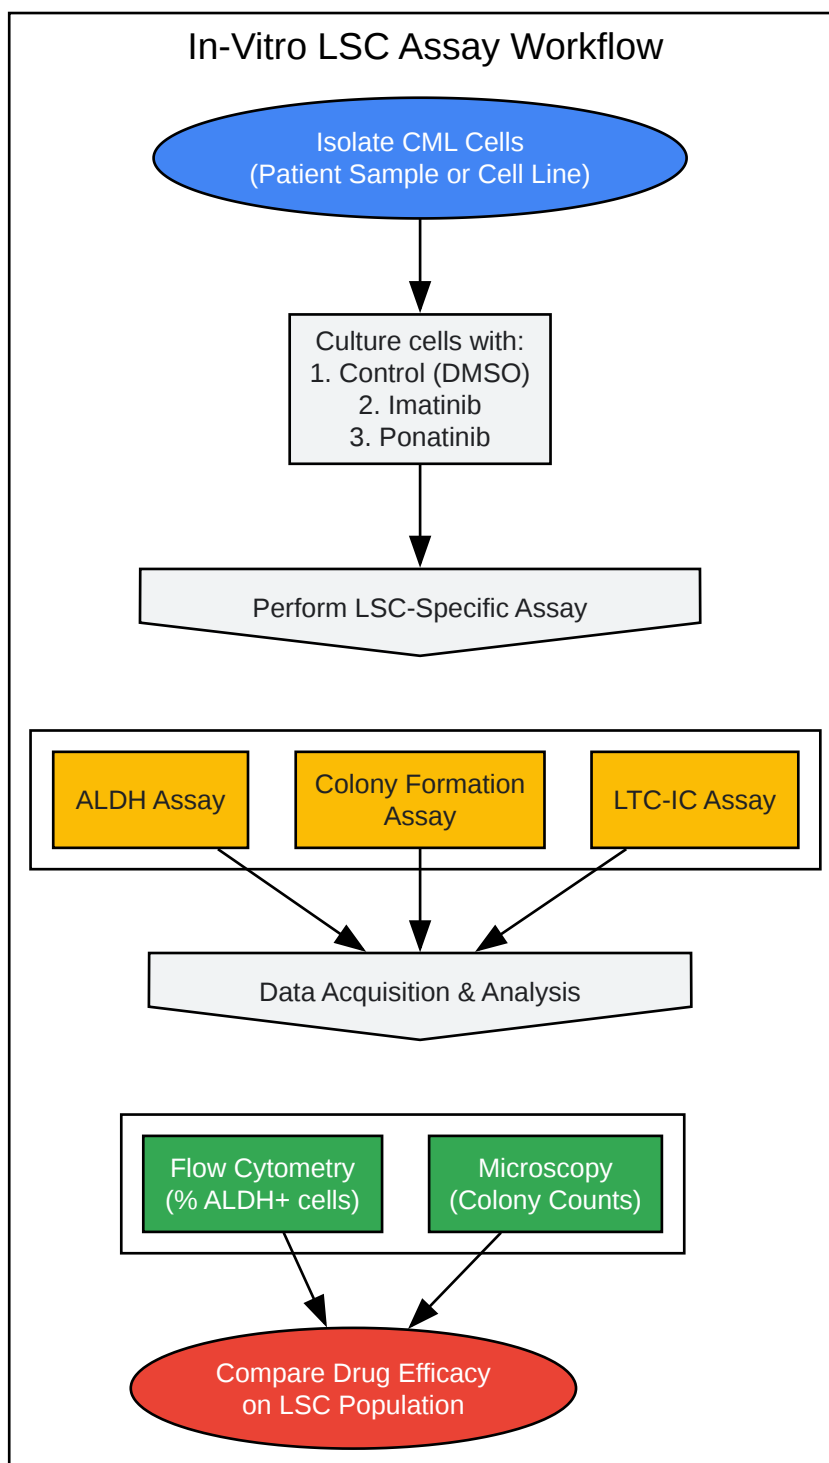 In-Vitro LSC Assay Workflow
Isolate CML Cells
(Patient Sample or Cell Line)
Culture cells with:
1. Control (DMSO)
2. Imatinib
3. Ponatinib
Perform LSC-Specific Assay
ALDH Assay
Colony Formation
Assay
LTC-IC Assay
Data Acquisition & Analysis
Flow Cytometry
(% ALDH+ cells)
Microscopy
(Colony Counts)
Compare Drug Efficacy
on LSC Population